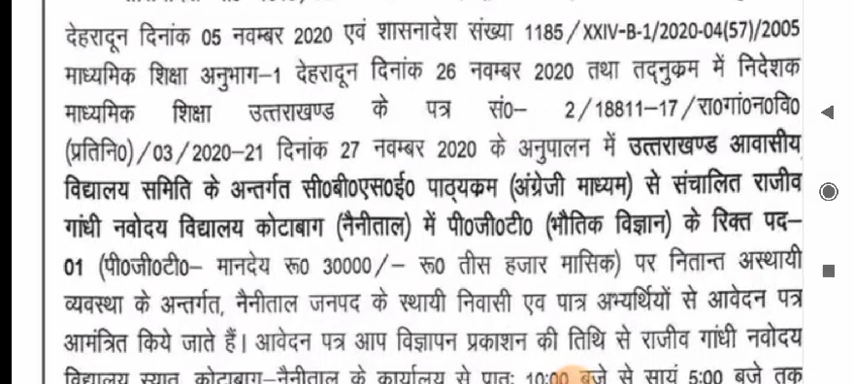 देहरादून दिनांक 05 नवम्बर 2020 एवं शासनादेश संख्या 1185/XXIV-B-1/2020-04(57)/2005
माध्यमिक शिक्षा अनुभाग-1 देहरादून दिनांक 26 नवम्बर 2020 तथा तद्नुक्रम में निदेशक
माध्यमिक शिक्षा उत्तराखण्ड के पत्र सं0- 2/18811-17/रा0गां0न0वि0
(प्रतिनि0)/03/2020-21 दिनांक 27 नवम्बर 2020 के अनुपालन में उत्तराखण्ड आवासीय
विद्यालय समिति के अन्तर्गत सी0बी0एस0ई0 पाठ्यक्रम (अंग्रेजी माध्यम) से संचालित राजीव
गांधी नवोदय विद्यालय कोटाबाग (नैनीताल) में पी0जी0टी0 (भौतिक विज्ञान) के रिक्त पद-
01 (पी0जी0टी0- मानदेय रू0 30000/- रू0 तीस हजार मासिक) पर नितान्त अस्थायी
व्यवस्था के अन्तर्गत, नैनीताल जनपद के स्थायी निवासी एव पात्र अभ्यर्थियों से आवेदन पत्र
आमंत्रित किये जाते हैं। आवेदन पत्र आप विज्ञापन प्रकाशन की तिथि से राजीव गांधी नवोदय
विद्यालय स्यात, कोटाबाग-नैनीताल के कार्यालय से प्रातः 10:00 बजे से सायं 5:00 बजे तक